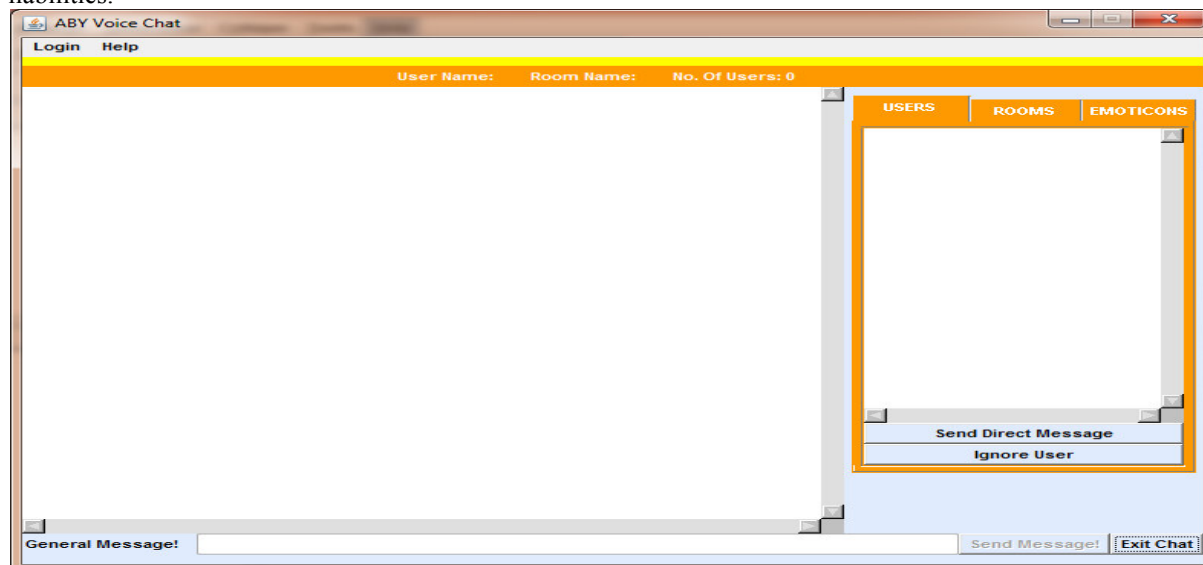 liabilities.
ABY Voice Chat
Login Help
User Name: Room Name: No. Of Users: 0
USERS ROOMS EMOTICONS
Send Direct Message
Ignore User
General Message! Send Message! Exit Chat